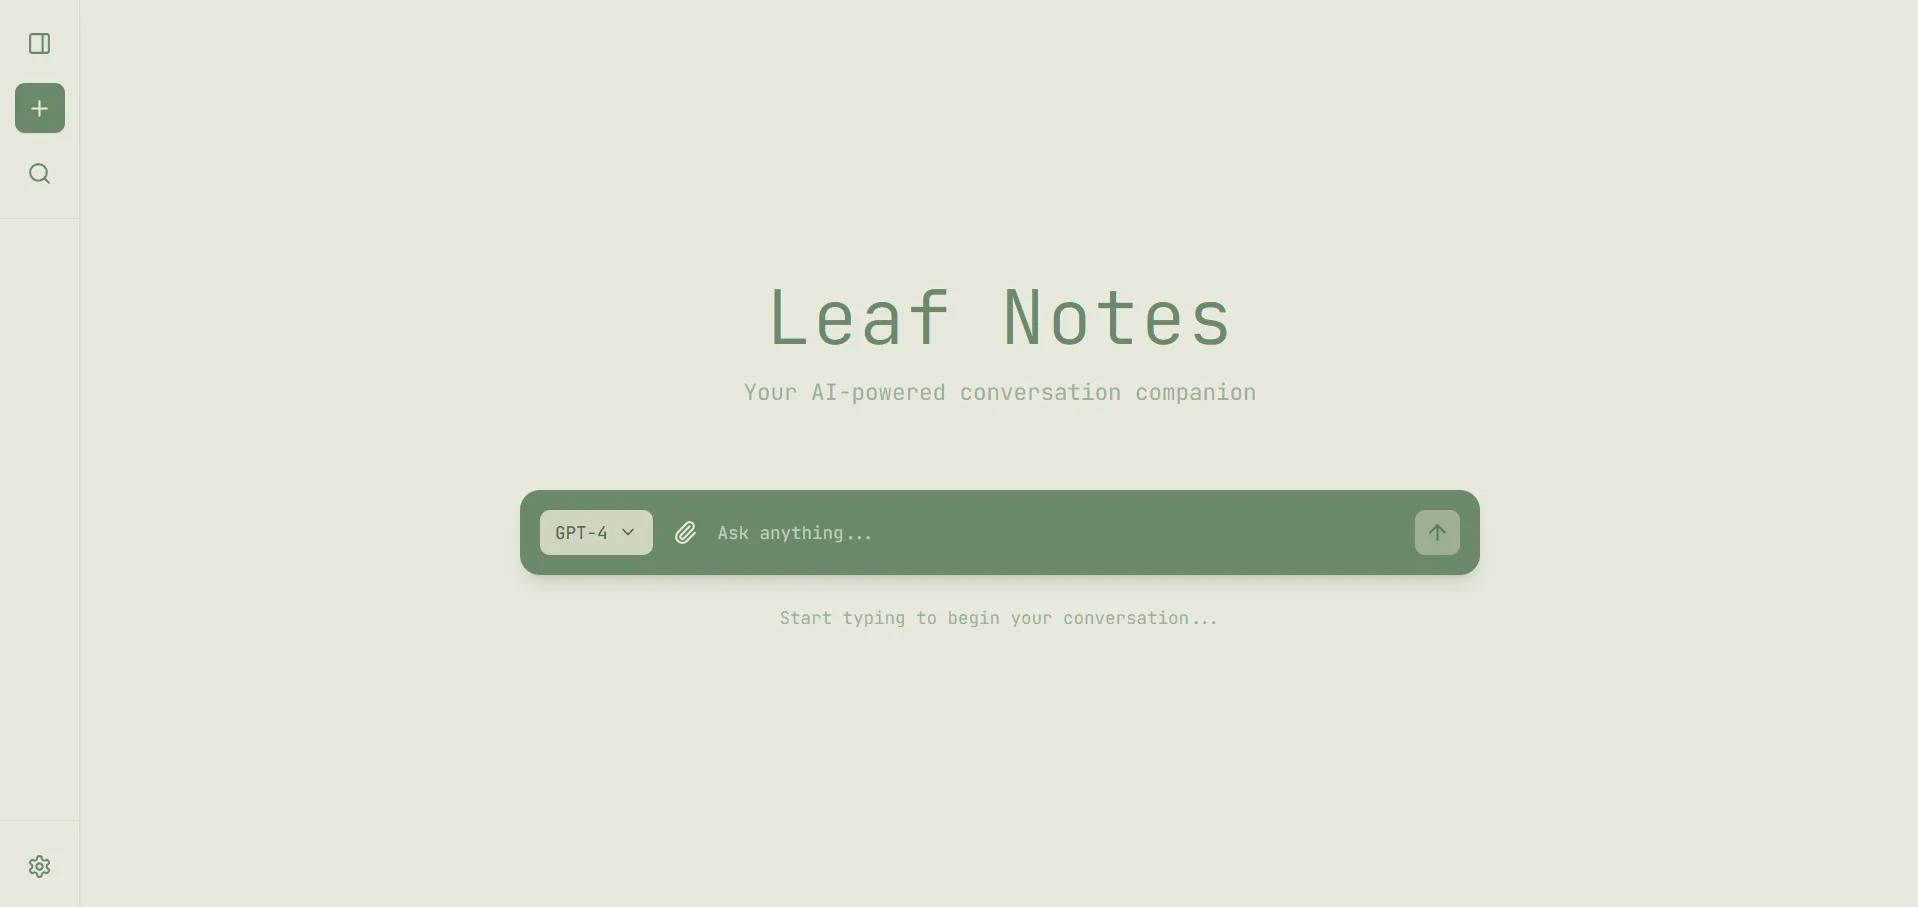 Leaf Notes
Your AI-powered conversation companion
GPT-4
Ask anything...
Start typing to begin your conversation...